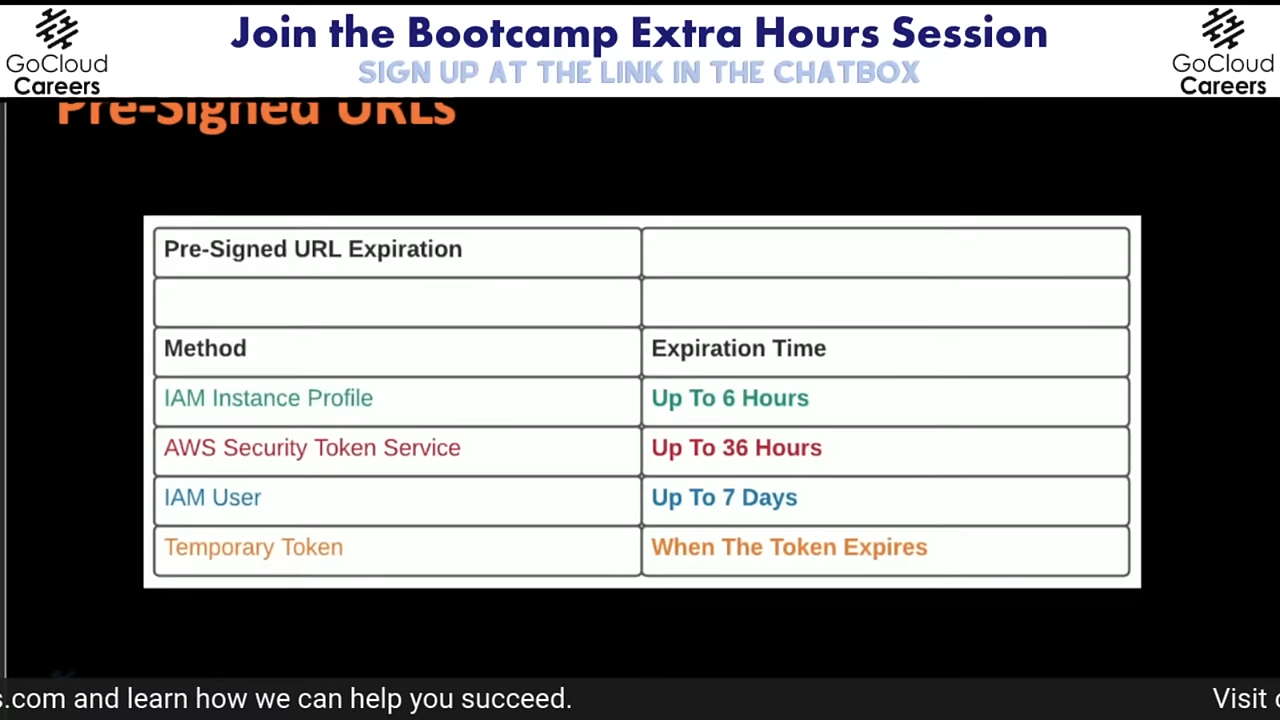 Join the Bootcamp Extra Hours Session
SIGN UP AT THE LINK IN THE CHATBOX
GoCloud
Careers
GoCloud
Careers
Pre-Signed URLs
Pre-Signed URL Expiration
Method Expiration Time
IAM Instance Profile Up To 6 Hours
AWS Security Token Service Up To 36 Hours
IAM User Up To 7 Days
Temporary Token When The Token Expires
s.com and learn how we can help you succeed. Visit